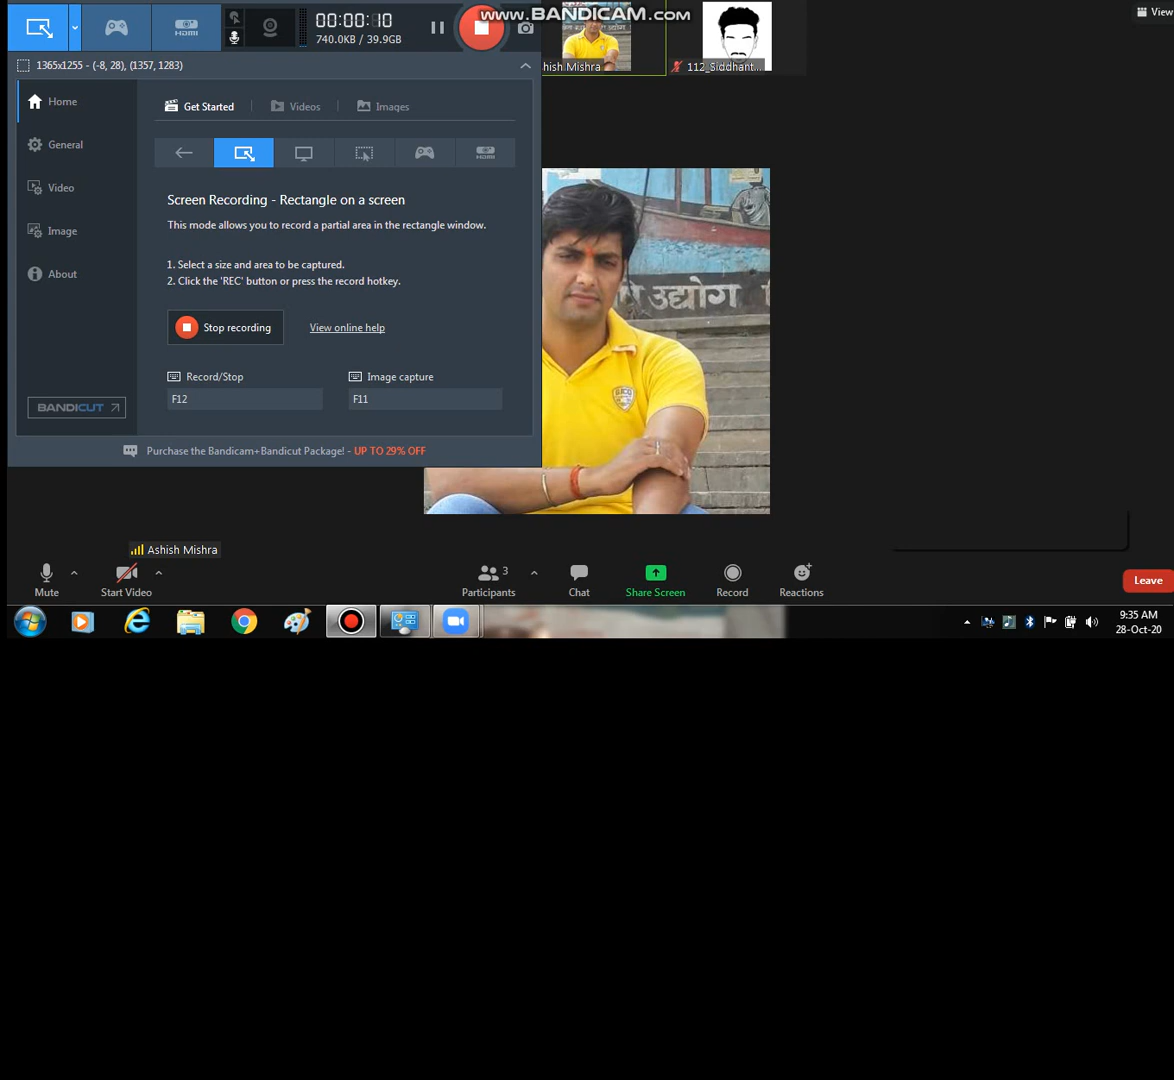 HDMI
00:00:10
740.0KB / 39.9GB
www.BANDICAM.com
View
hish Mishra
112_Siddhant...
1365x1255 - (-8, 28), (1357, 1283)
Home
Get Started
Videos
Images
General
HDMI
Video
Screen Recording - Rectangle on a screen
This mode allows you to record a partial area in the rectangle window.
Image
About
1. Select a size and area to be captured.
2. Click the 'REC' button or press the record hotkey.
उद्योग
Stop recording
View online help
Record/Stop
Image capture
F12
F11
BANDICUT
Purchase the Bandicam+Bandicut Package! - UP TO 29% OFF
Ashish Mishra
3
Mute
Start Video
Participants
Chat
Share Screen
Record
Reactions
Leave
9:35 AM
28-Oct-20